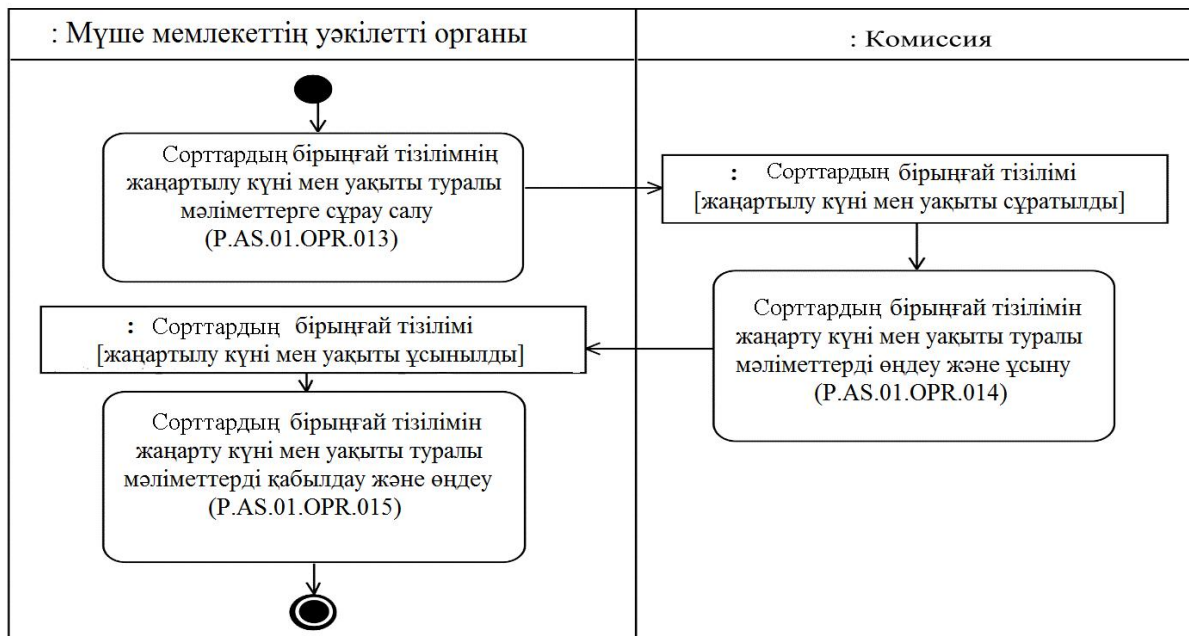 : Мүше мемлекеттің уәкілетті органы
: Комиссия
Сорттардың бірыңғай тізілімнің
жаңартылу күні мен уақыты туралы
мәліметтерге сұрау салу
(P.AS.01.OPR.013)
: Сорттардың бірыңғай тізілімі
[жаңартылу күні мен уақыты сұратылды]
Сорттардың бірыңғай тізілімін
жаңарту күні мен уақыты туралы
мәліметтерді өңдеу және ұсыну
(P.AS.01.OPR.014)
: Сорттардың бірыңғай тізілімі
[жаңартылу күні мен уақыты ұсынылды]
Сорттардың бірыңғай тізілімін
жаңарту күні мен уақыты туралы
мәліметтерді қабылдау және өңдеу
(P.AS.01.OPR.015)